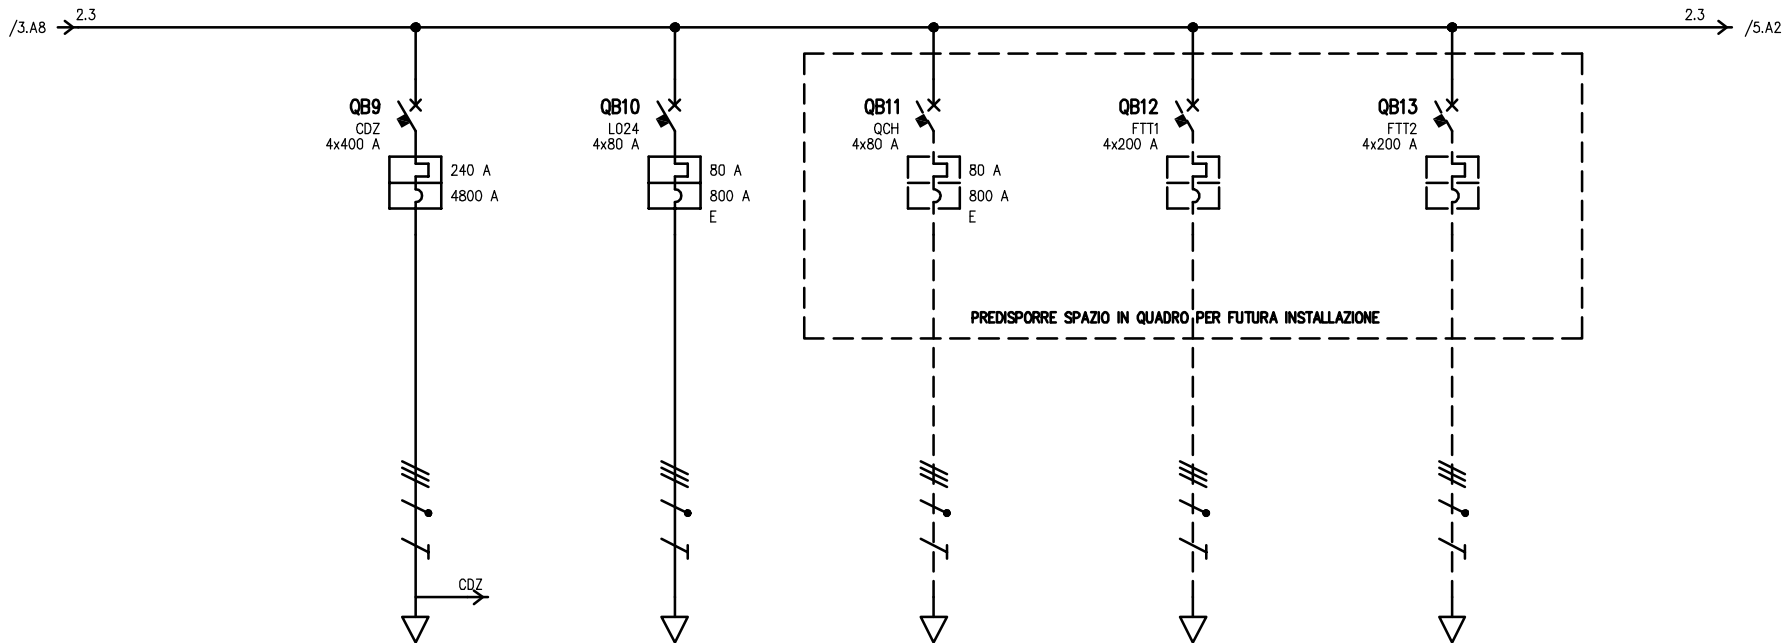 /3.A8
2.3
2.3
/5.A2
QB9
CDZ
4x400 A
240 A
4800 A
QB10
L024
4x80 A
80 A
800 A
E
QB11
QCH
4x80 A
80 A
800 A
E
QB12
FTT1
4x200 A
QB13
FTT2
4x200 A
PREDISPORRE SPAZIO IN QUADRO PER FUTURA INSTALLAZIONE
CDZ